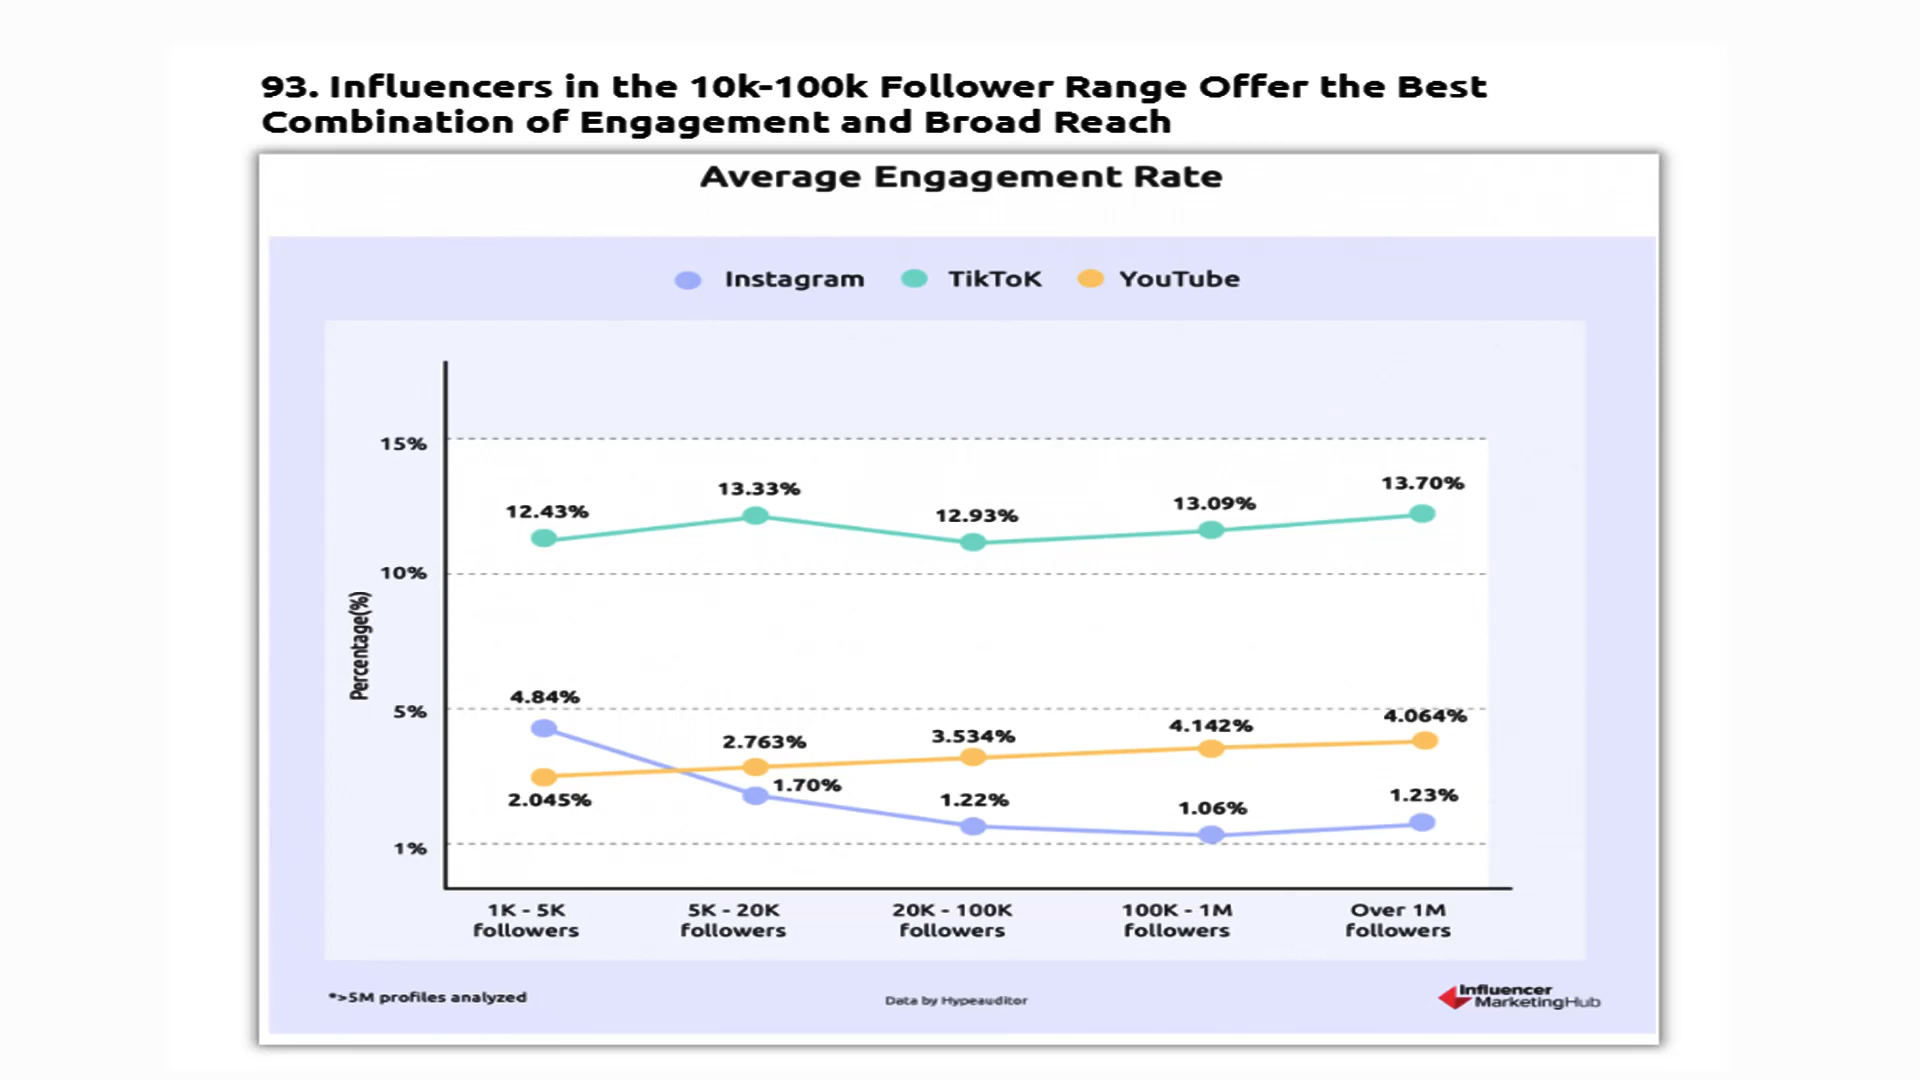 93. Influencers in the 10k-100k Follower Range Offer the Best
Combination of Engagement and Broad Reach
Average Engagement Rate
Instagram TikToK YouTube
15%
10%
5%
1%
Percentage(%)
12.43% 13.33% 12.93% 13.09% 13.70%
4.84% 1.70% 1.22% 1.06% 1.23%
2.045% 2.763% 3.534% 4.142% 4.064%
1K - 5K
followers
5K - 20K
followers
20K - 100K
followers
100K - 1M
followers
Over 1M
followers
*>5M profiles analyzed
Data by Hypeauditor
Influencer
MarketingHub